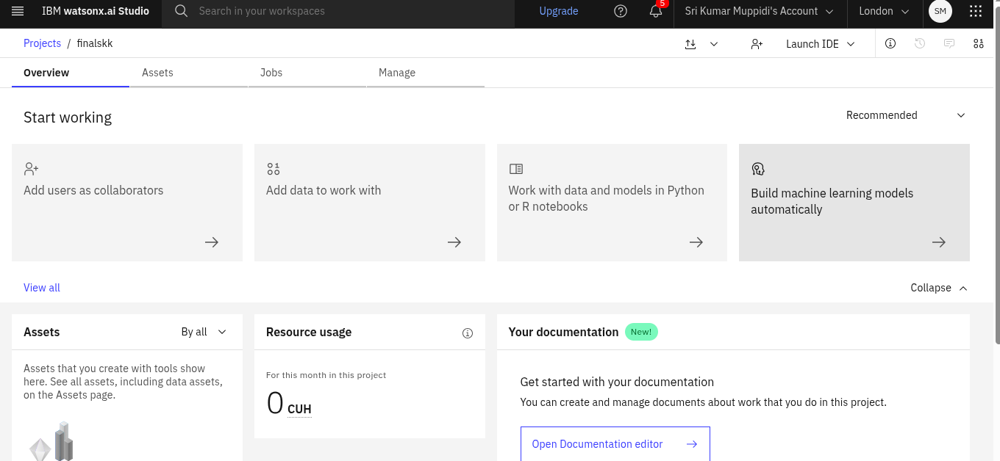 IBM watsonx.ai Studio
Search in your workspaces
Upgrade
5
Sri Kumar Muppidi's Account
London
SM
Projects / finalskk
Launch IDE
Overview
Assets
Jobs
Manage
Start working
Recommended
Add users as collaborators
Add data to work with
Work with data and models in Python
or R notebooks
Build machine learning models
automatically
View all
Collapse
Assets
By all
Assets that you create with tools show
here. See all assets, including data assets,
on the Assets page.
Resource usage
For this month in this project
0 CUH
Your documentation New!
Get started with your documentation
You can create and manage documents about work that you do in this project.
Open Documentation editor